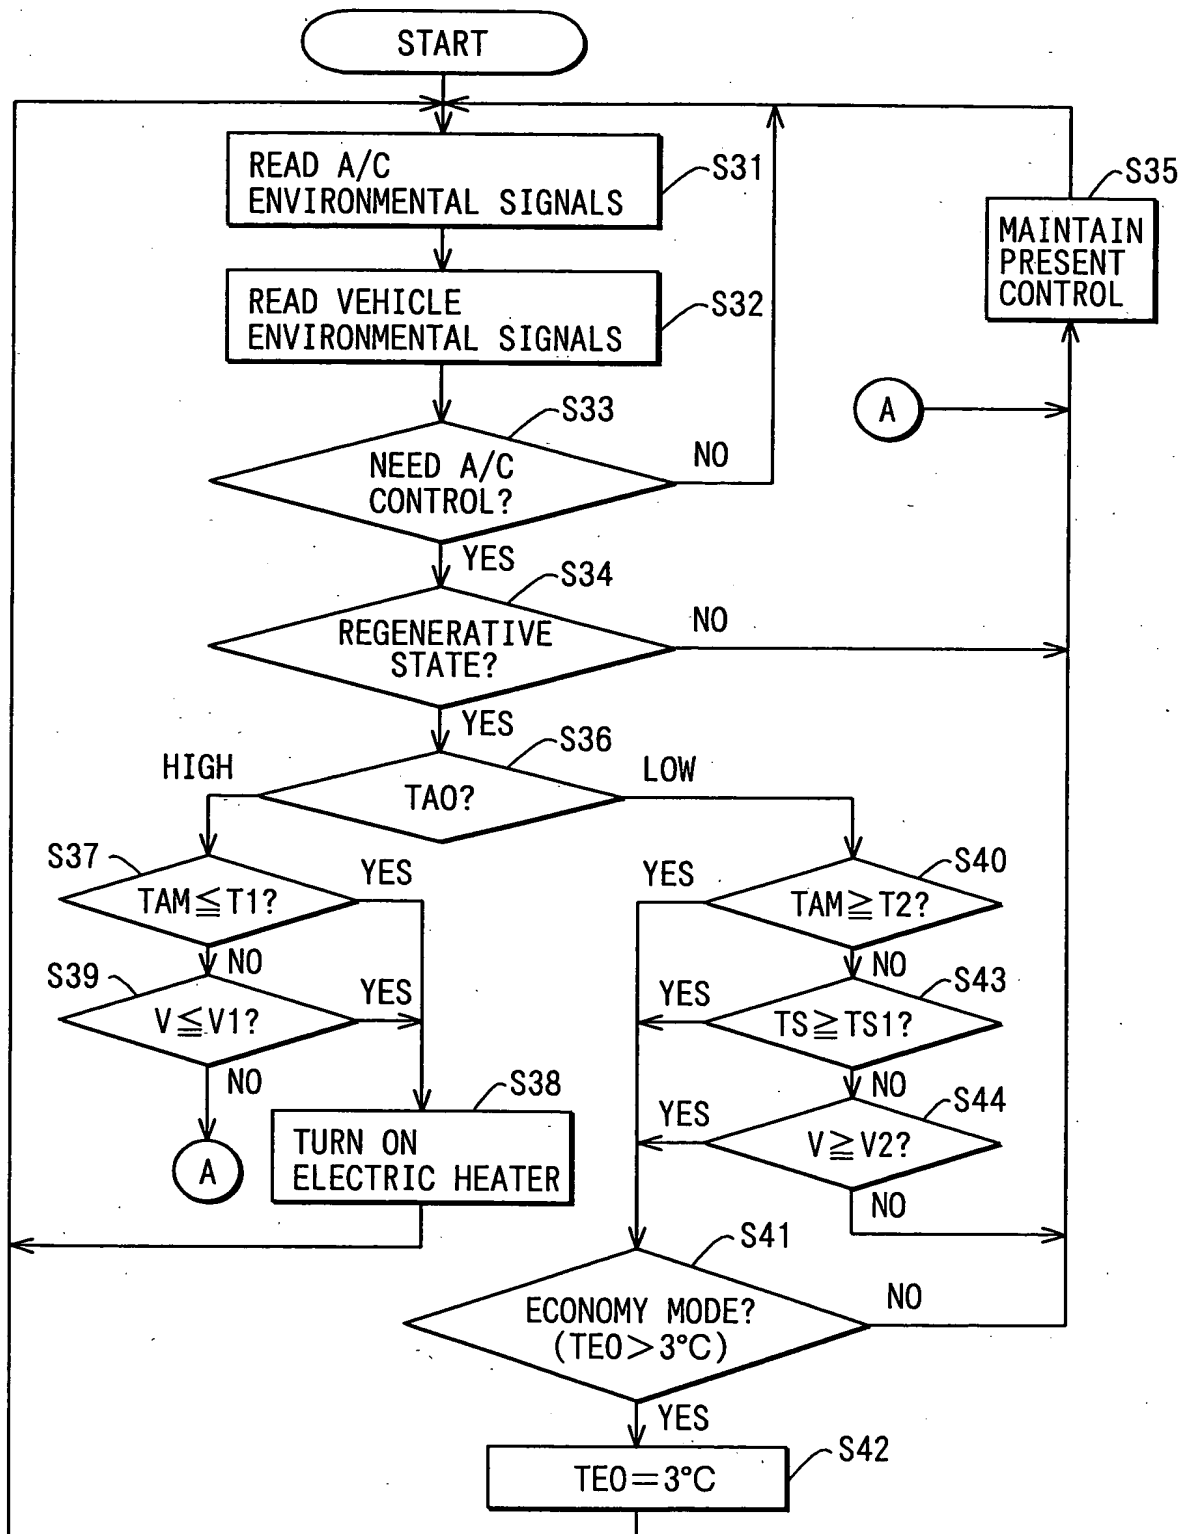 START
READ A/C
ENVIRONMENTAL SIGNALS
S31
S35
MAINTAIN
PRESENT
CONTROL
READ VEHICLE
ENVIRONMENTAL SIGNALS
S32
A
S33
NEED A/C
CONTROL?
NO
YES
S34
REGENERATIVE
STATE?
NO
YES
S36
HIGH
TAO?
LOW
S37
TAM≦T1?
YES
NO
S40
YES
TAM≧T2?
NO
S39
V≦V1?
YES
NO
S43
YES
TS≧TS1?
NO
A
S38
TURN ON
ELECTRIC HEATER
S44
YES
V≧V2?
NO
S41
ECONOMY MODE?
(TEO>3°C)
NO
YES
S42
TEO=3°C